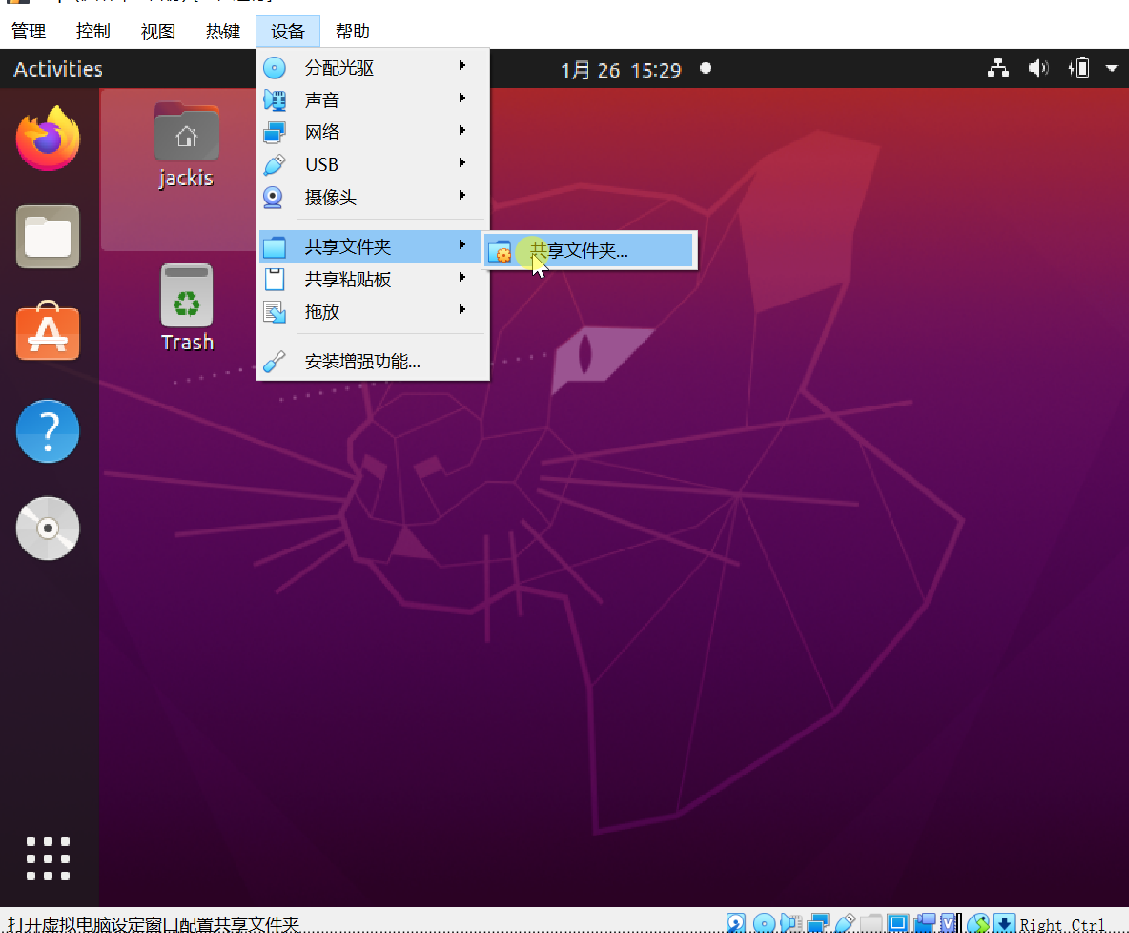 管理 控制 视图 热键 设备 帮助
Activities
1月 26 15:29
jackis
Trash
分配光驱
声音
网络
USB
摄像头
共享文件夹
共享文件夹...
共享粘贴板
拖放
安装增强功能...
打开虚拟电脑设定窗口配置共享文件夹
Right Ctrl